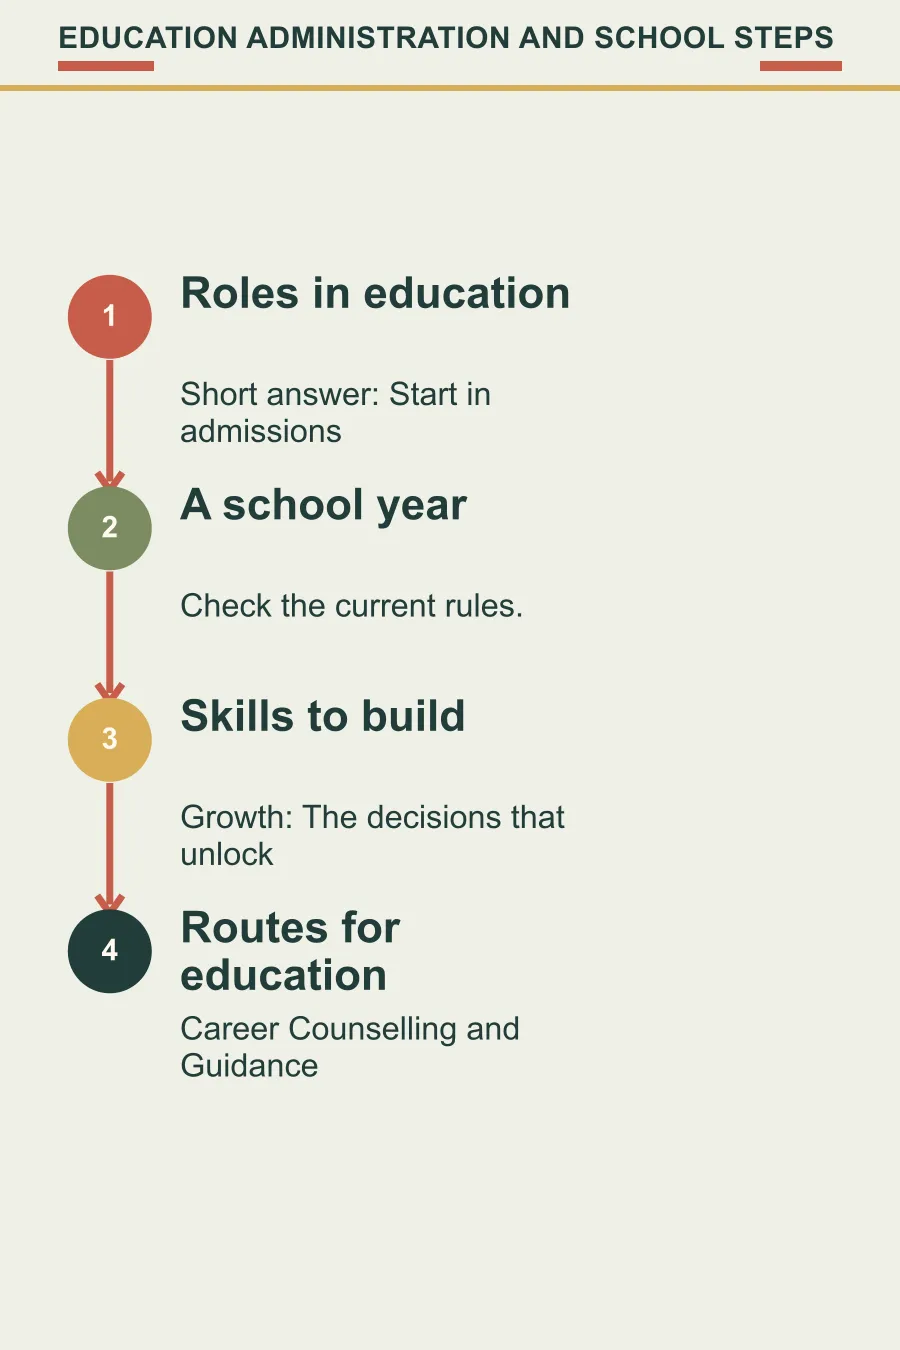 EDUCATION ADMINISTRATION AND SCHOOL STEPS
1
Roles in education
Short answer: Start in
admissions
2
A school year
Check the current rules.
3
Skills to build
Growth: The decisions that
unlock
4
Routes for
education
Career Counselling and
Guidance